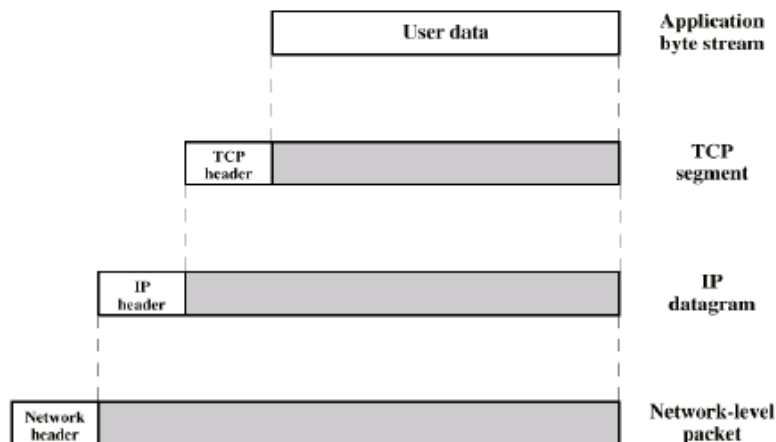 User data
Application
byte stream
TCP
header
TCP
segment
IP
header
IP
datagram
Network
header
Network-level
packet